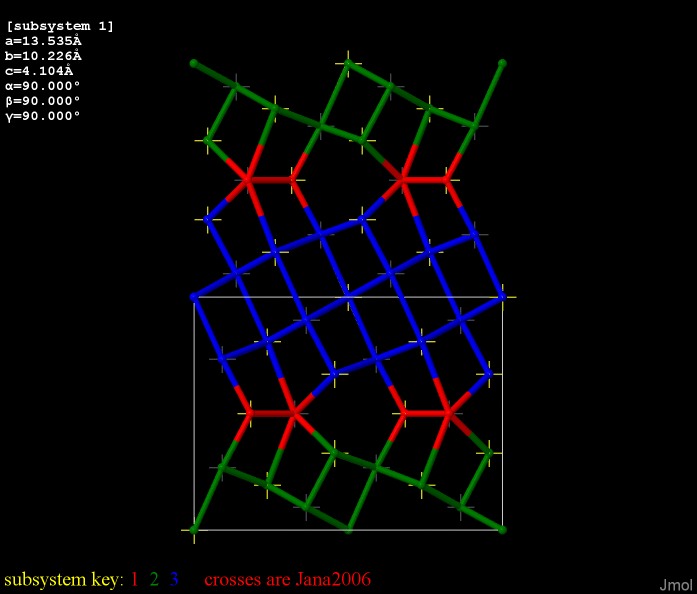 [subsystem 1]
a=13.535Å
b=10.226Å
c=4.104Å
α=90.000°
β=90.000°
γ=90.000°
subsystem key: 1 2 3 crosses are Jana2006
Jmol